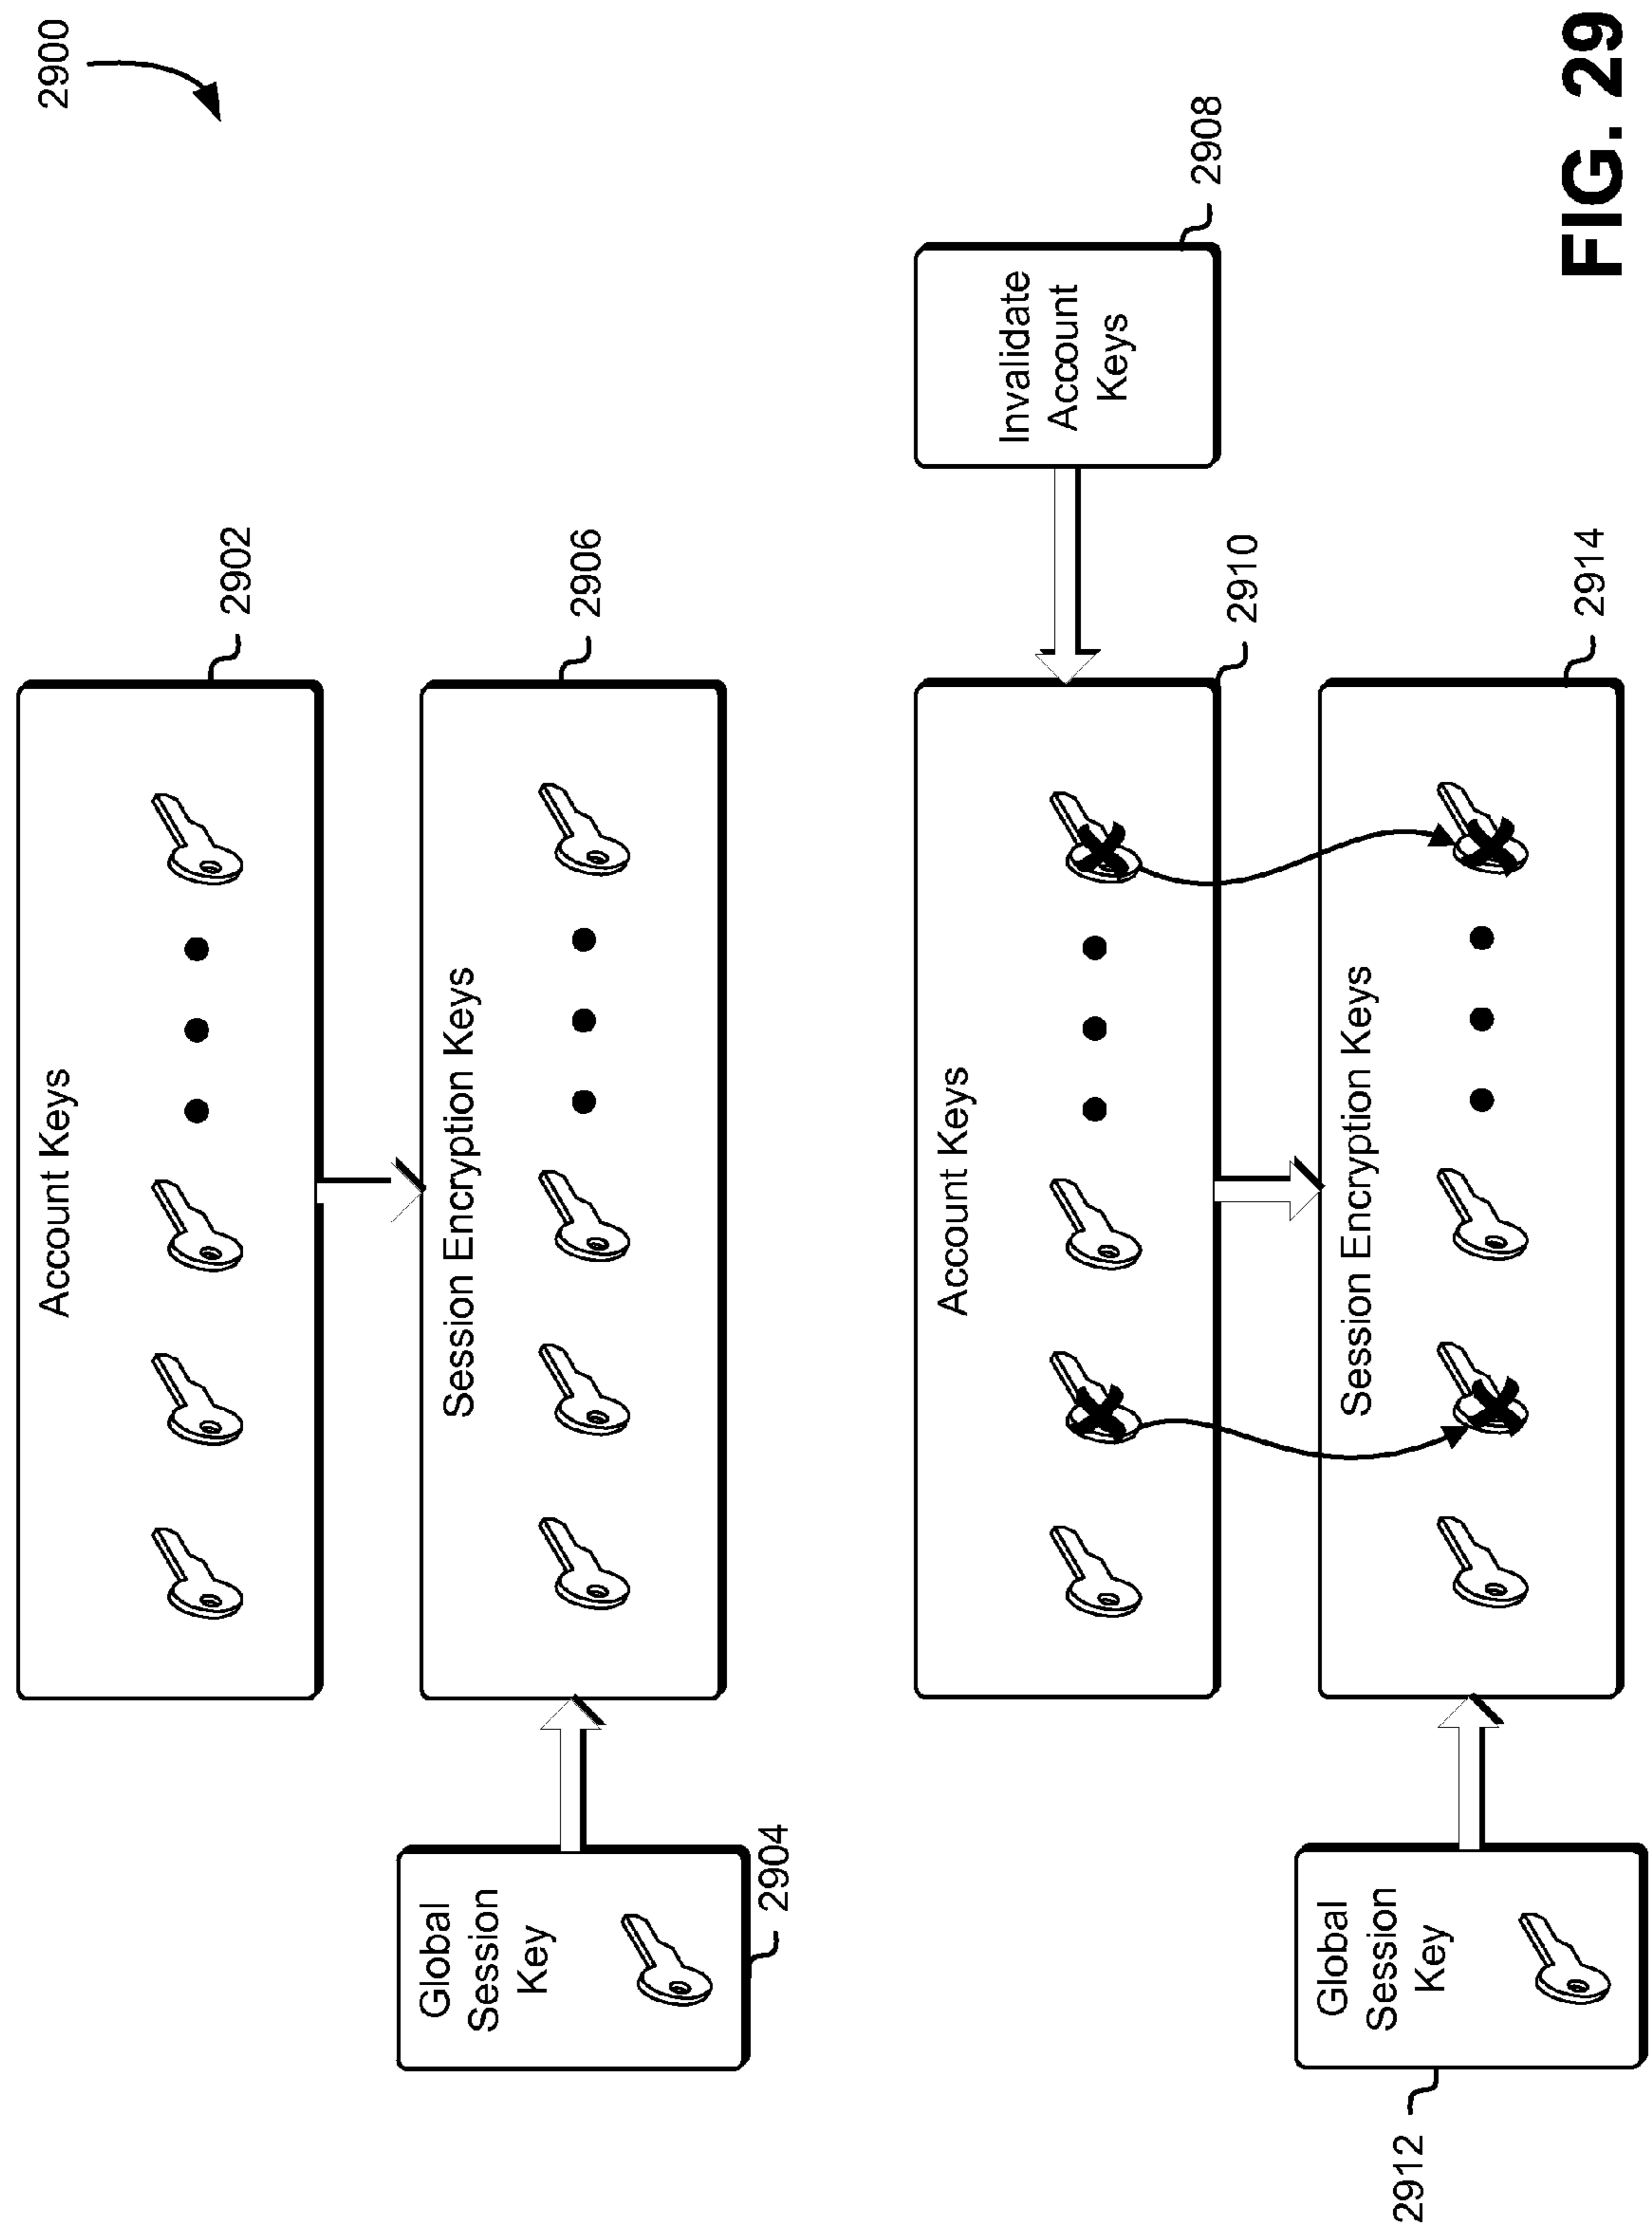 2900
Account Keys
2902
Global
Session
Key
2904
Session Encryption Keys
2906
Account Keys
2910
Invalidate
Account
Keys
2908
Global
Session
Key
2912
Session Encryption Keys
2914
FIG. 29